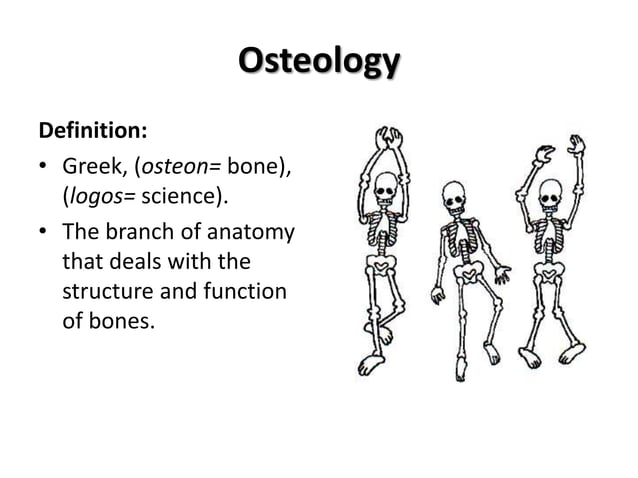 Osteology
Definition:
• Greek, (osteon= bone),
(logos= science).
• The branch of anatomy
that deals with the
structure and function
of bones.